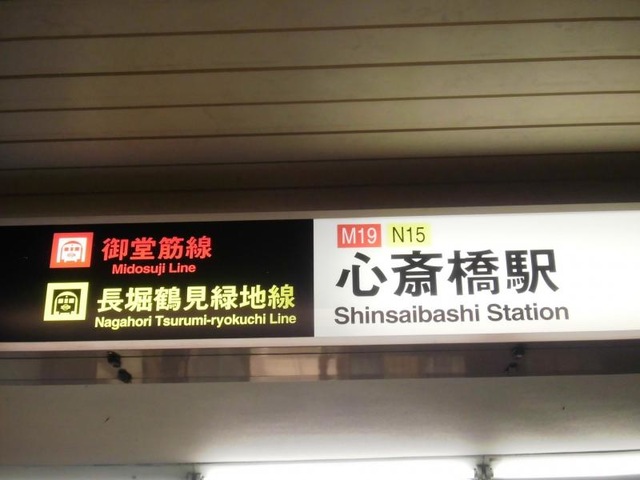 御堂筋線
Midosuji Line
長堀鶴見緑地線
Nagahori Tsurumi-ryokuchi Line
M19 N15
心斎橋駅
Shinsaibashi Station